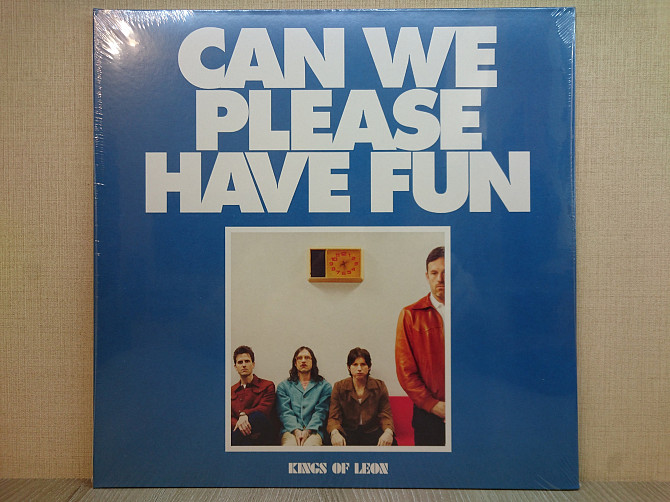 CAN WE
PLEASE
HAVE FUN
KINGS OF LEON